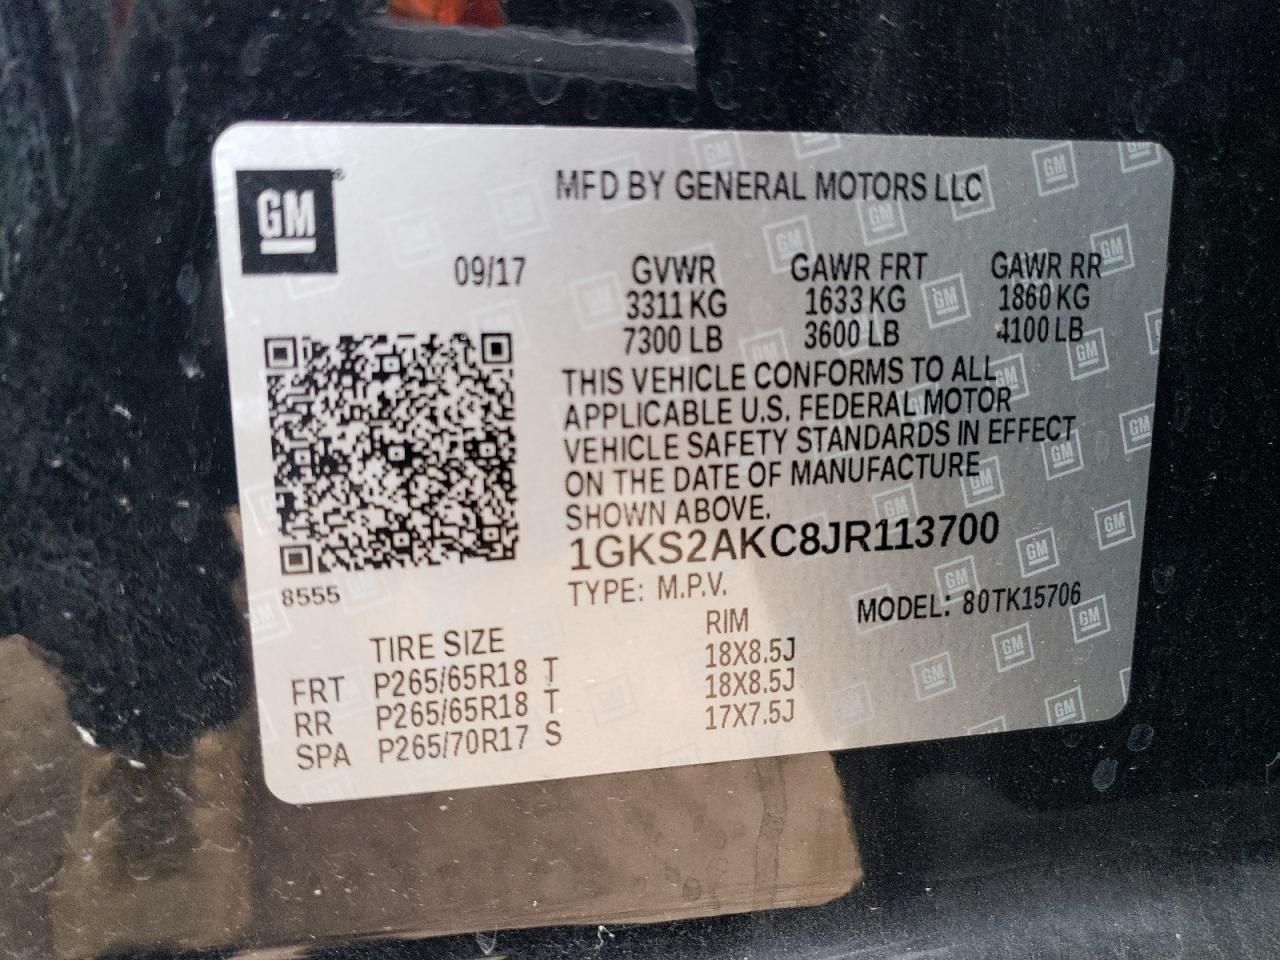 GM
MFD BY GENERAL MOTORS LLC
09/17 GVWR GAWR FRT GAWR RR
3311 KG 1633 KG 1860 KG
7300 LB 3600 LB 4100 LB
THIS VEHICLE CONFORMS TO ALL
APPLICABLE U.S. FEDERAL MOTOR
VEHICLE SAFETY STANDARDS IN EFFECT
ON THE DATE OF MANUFACTURE
SHOWN ABOVE.
1GKS2AKC8JR113700
8555
TYPE: M.P.V. MODEL: 80TK15706
TIRE SIZE RIM
FRT P265/65R18 T 18X8.5J
RR P265/65R18 T 18X8.5J
SPA P265/70R17 S 17X7.5J